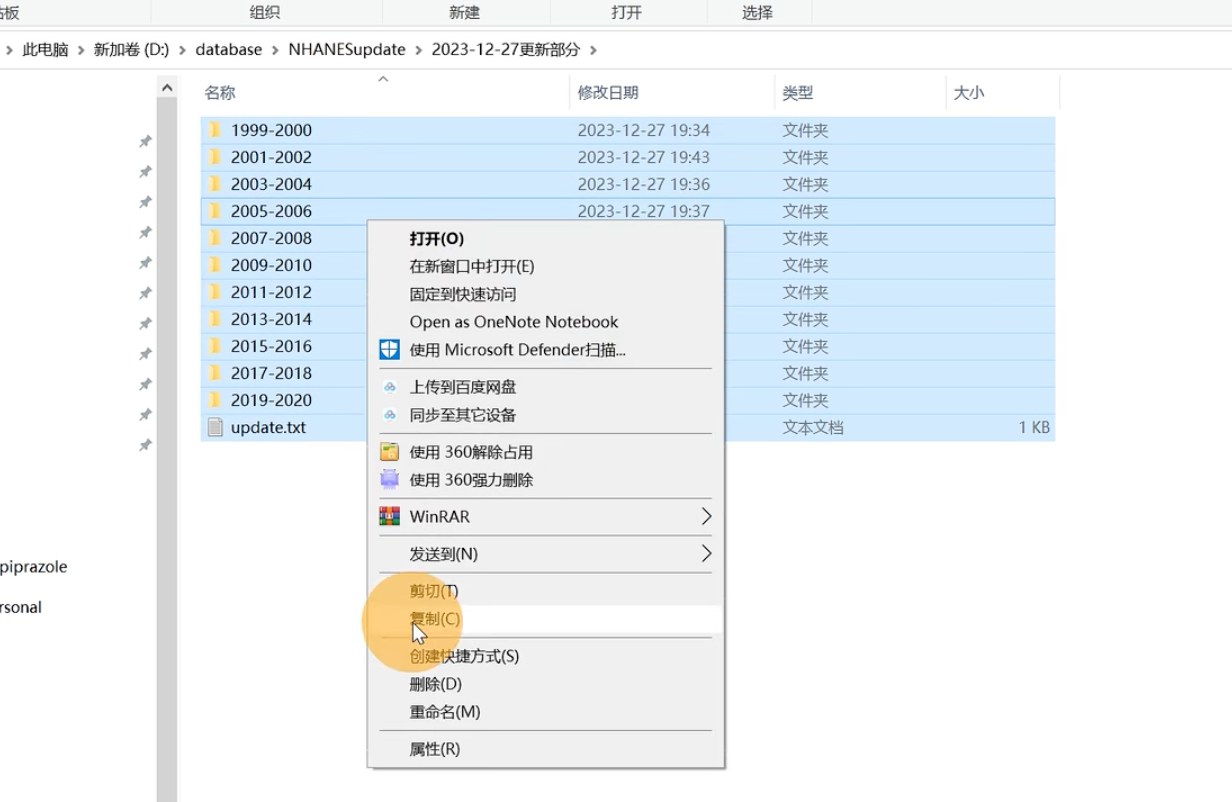 组织 新建 打开 选择
此电脑 新加卷 (D:) database NHANESupdate 2023-12-27更新部分
名称 修改日期 类型 大小
1999-2000 2023-12-27 19:34 文件夹
2001-2002 2023-12-27 19:43 文件夹
2003-2004 2023-12-27 19:36 文件夹
2005-2006 2023-12-27 19:37 文件夹
2007-2008 文件夹
2009-2010 文件夹
2011-2012 文件夹
2013-2014 文件夹
2015-2016 文件夹
2017-2018 文件夹
2019-2020 文件夹
update.txt 文本文档 1 KB
打开(O)
在新窗口中打开(E)
固定到快速访问
Open as OneNote Notebook
使用 Microsoft Defender扫描...
上传到百度网盘
同步至其它设备
使用 360解除占用
使用 360强力删除
WinRAR
发送到(N)
剪切(T)
复制(C)
创建快捷方式(S)
删除(D)
重命名(M)
属性(R)
piprazole
rsonal